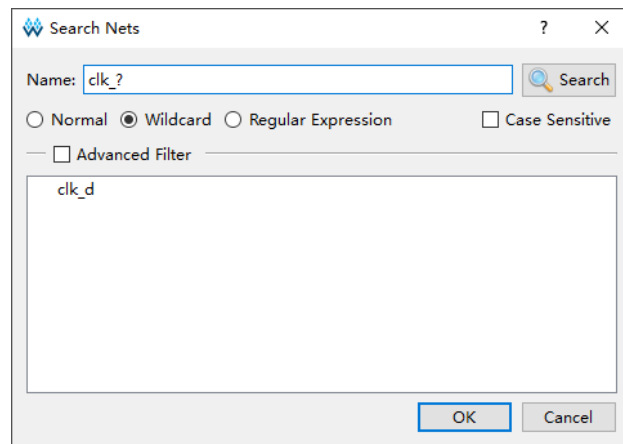 Search Nets ? ×
Name: clk_? Search
Normal Wildcard Regular Expression Case Sensitive
Advanced Filter
clk_d
OK Cancel